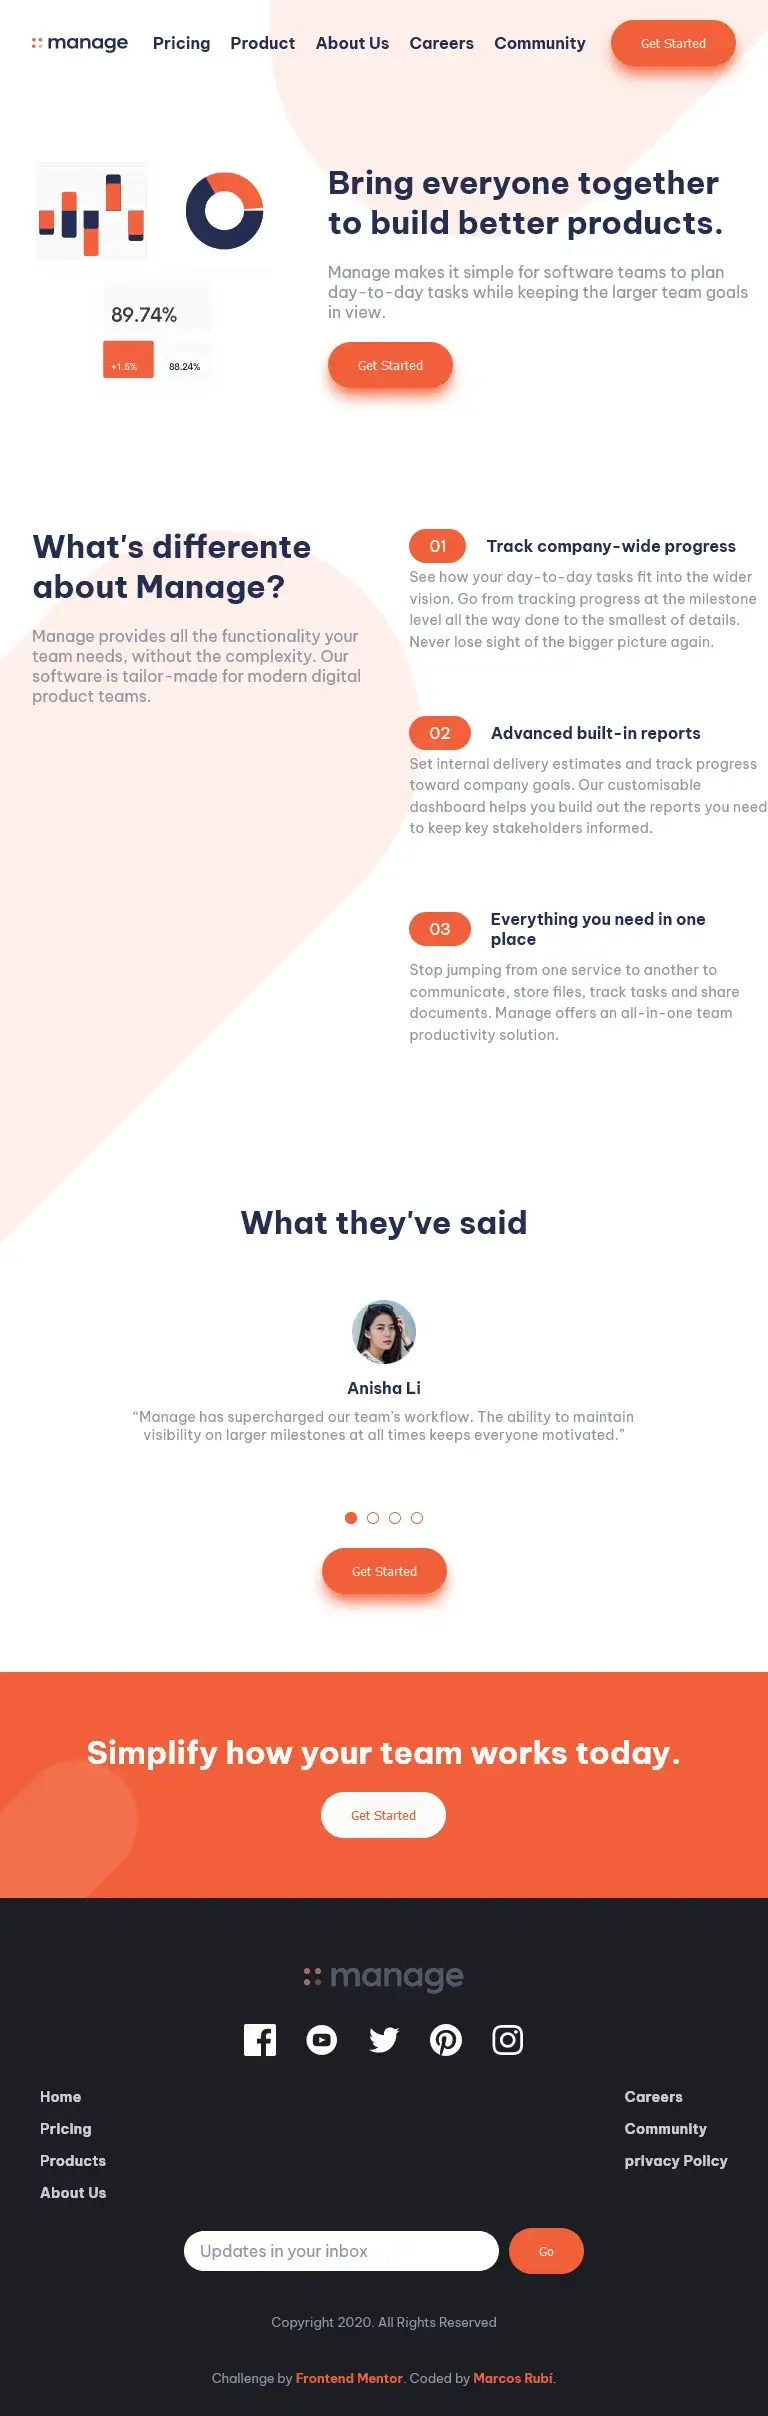 manage Pricing Product About Us Careers Community Get Started
Bring everyone together
to build better products.
Manage makes it simple for software teams to plan
day-to-day tasks while keeping the larger team goals
in view.
Get Started
89.74%
+1.5% 88.24%
What's differente
about Manage?
Manage provides all the functionality your
team needs, without the complexity. Our
software is tailor-made for modern digital
product teams.
01 Track company-wide progress
See how your day-to-day tasks fit into the wider
vision. Go from tracking progress at the milestone
level all the way done to the smallest of details.
Never lose sight of the bigger picture again.
02 Advanced built-in reports
Set internal delivery estimates and track progress
toward company goals. Our customisable
dashboard helps you build out the reports you need
to keep key stakeholders informed.
03 Everything you need in one
place
Stop jumping from one service to another to
communicate, store files, track tasks and share
documents. Manage offers an all-in-one team
productivity solution.
What they've said
Anisha Li
“Manage has supercharged our team’s workflow. The ability to maintain
visibility on larger milestones at all times keeps everyone motivated.”
Get Started
Simplify how your team works today.
Get Started
manage
Home
Pricing
Products
About Us
Careers
Community
privacy Policy
Updates in your inbox Go
Copyright 2020. All Rights Reserved
Challenge by Frontend Mentor. Coded by Marcos Rubí.